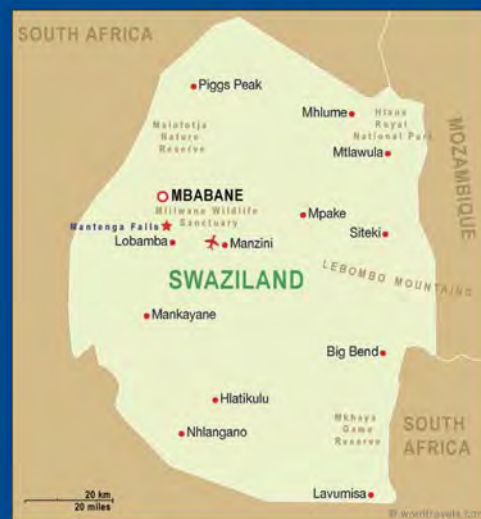 SOUTH AFRICA
Piggs Peak
Mhlume
Hlane
Royal
National Park
Malolotja
Nature
Reserve
Mtlawula
MOZAMBIQUE
MBABANE
Mlilwane Wildlife
Sanctuary
Mantenga Falls
Mpake
Siteki
Lobamba
Manzini
LEBOMBO MOUNTAINS
SWAZILAND
Mankayane
Big Bend
Hlatikulu
Mkhaya
Game
Reserve
SOUTH
AFRICA
Nhlangano
Lavumisa
20 km
20 miles
© wordtravels.com